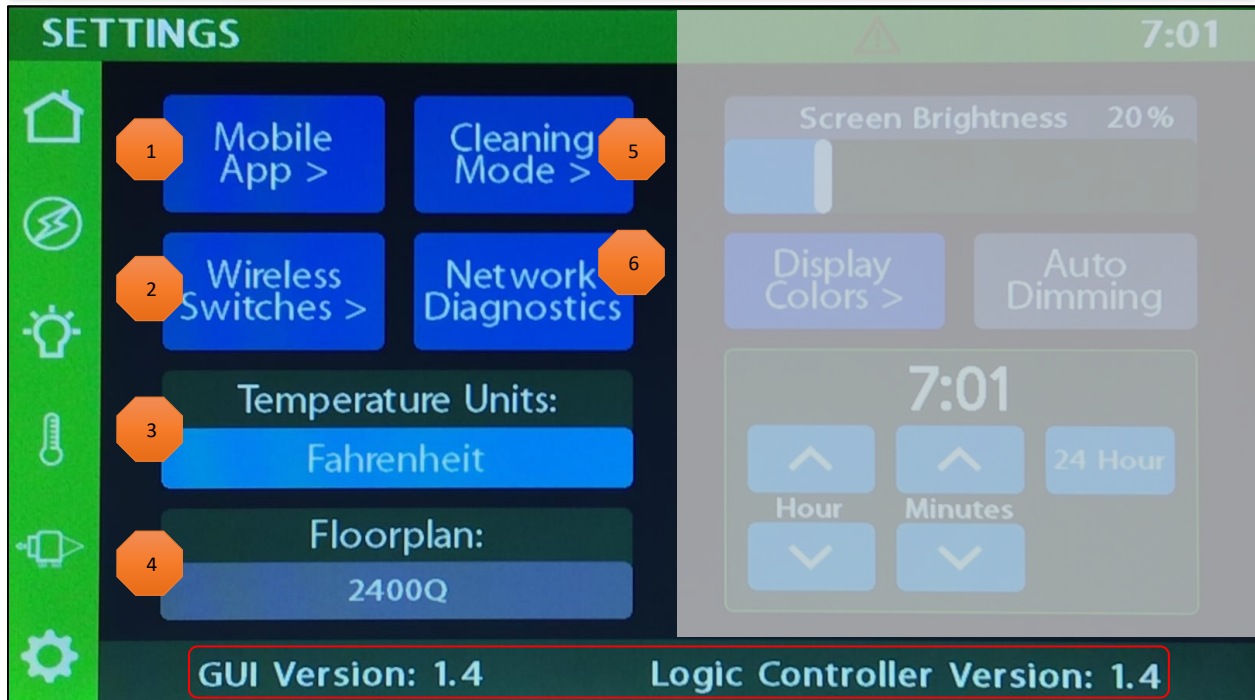 SETTINGS
7:01
1
Mobile
App >
Cleaning
Mode >
5
Screen Brightness 20%
2
Wireless
Switches >
Network
Diagnostics
6
Display
Colors >
Auto
Dimming
3
Temperature Units:
Fahrenheit
7:01
24 Hour
Hour
Minutes
4
Floorplan:
2400Q
GUI Version: 1.4
Logic Controller Version: 1.4